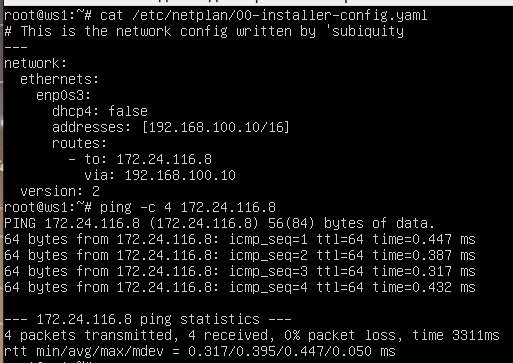 root@ws1:~# cat /etc/netplan/00-installer-config.yaml
# This is the network config written by 'subiquity
---
network:
  ethernets:
    enp0s3:
      dhcp4: false
      addresses: [192.168.100.10/16]
      routes:
        - to: 172.24.116.8
          via: 192.168.100.10
  version: 2
root@ws1:~# ping -c 4 172.24.116.8
PING 172.24.116.8 (172.24.116.8) 56(84) bytes of data.
64 bytes from 172.24.116.8: icmp_seq=1 ttl=64 time=0.447 ms
64 bytes from 172.24.116.8: icmp_seq=2 ttl=64 time=0.387 ms
64 bytes from 172.24.116.8: icmp_seq=3 ttl=64 time=0.317 ms
64 bytes from 172.24.116.8: icmp_seq=4 ttl=64 time=0.432 ms

--- 172.24.116.8 ping statistics ---
4 packets transmitted, 4 received, 0% packet loss, time 3311ms
rtt min/avg/max/mdev = 0.317/0.395/0.447/0.050 ms